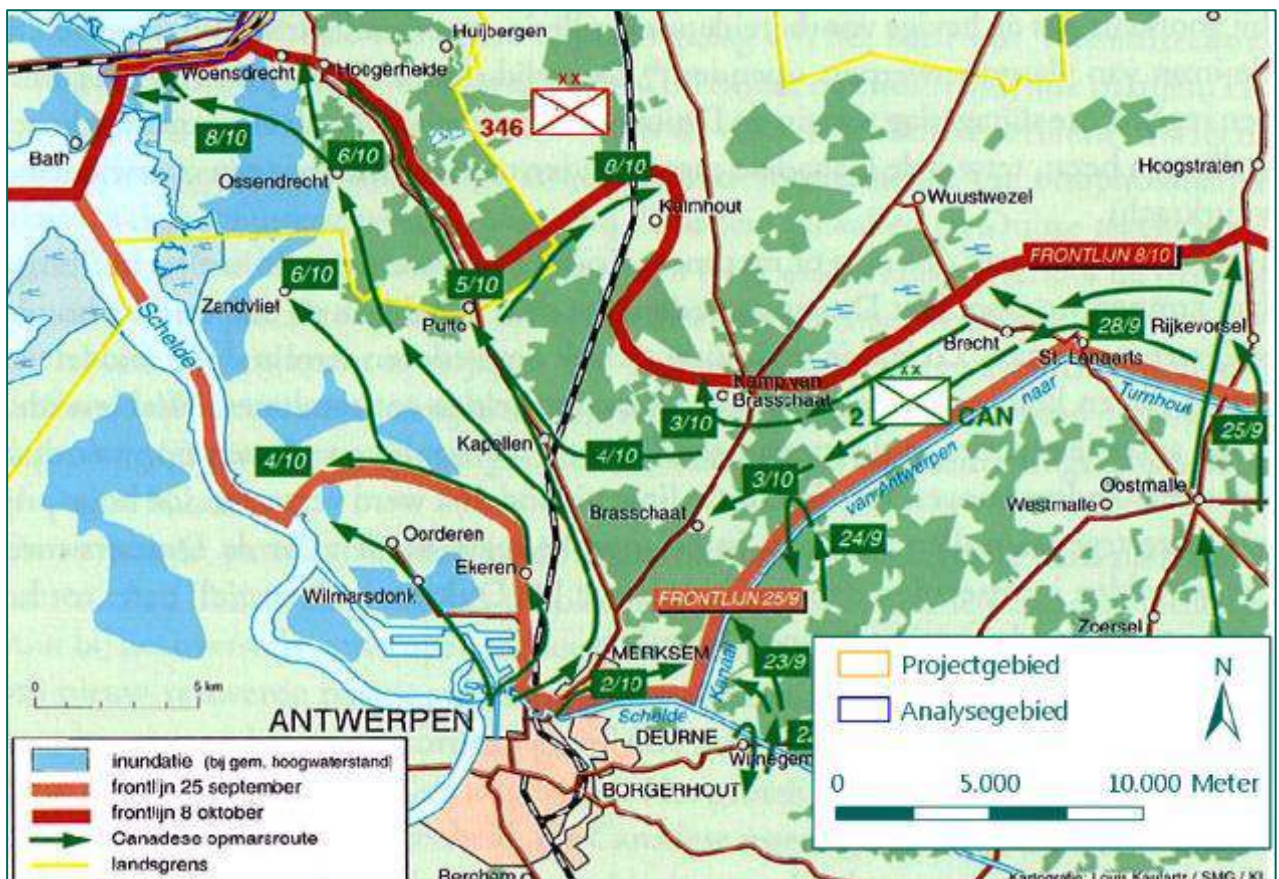 Huijbergen
Woensdrecht
Hoogerheide
xx
346
Bath
8/10
6/10
Ossendrecht
8/10
Kalmhout
Wuustwezel
Hoogstraten
FRONTLIJN 8/10
6/10
Zandvliet
5/10
Putte
Schelde
Brecht
28/9
Rijkevorsel
St. Lenaerts
Kamp van
Brasschaat
xx
2 CAN
naar
Turnhout
3/10
25/9
Kapellen
4/10
4/10
3/10
van Antwerpen
Westmalle
Oostmalle
Brasschaat
24/9
Oorderen
Ekeren
Wilmarsdonk
FRONTLIJN 25/9
Zoersel
MERKSEM
23/9
2/10
Kanaal
0 5 km
ANTWERPEN
Schelde
DEURNE
Wijnegem
BORGERHOUT
Berchem
inundatie (bij gem. hoogwaterstand)
frontlijn 25 september
frontlijn 8 oktober
Canadese opmarsroute
landsgrens
Projectgebied
Analysegebied
N
0 5.000 10.000 Meter